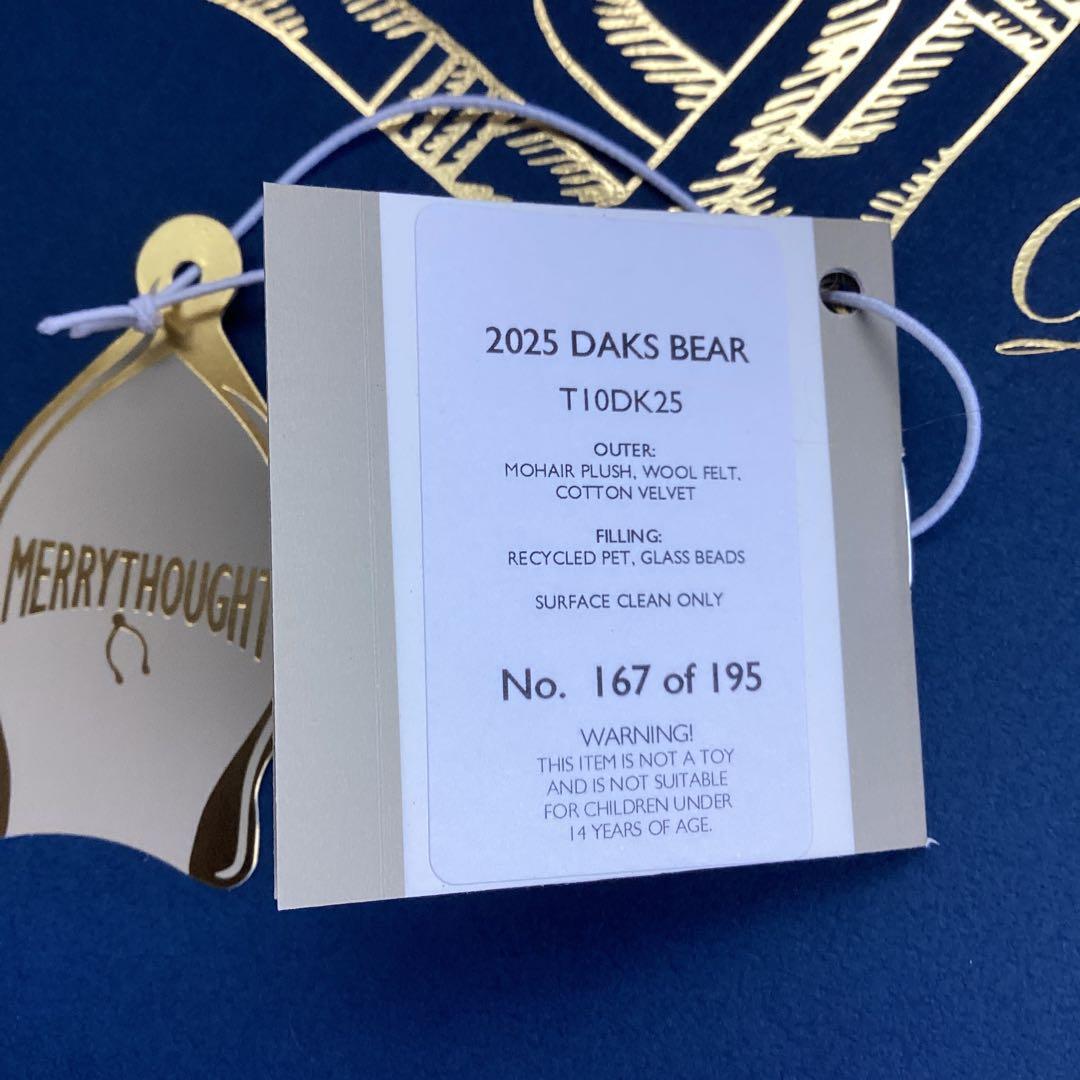 MERRYTHOUGHT
2025 DAKS BEAR
T10DK25
OUTER:
MOHAIR PLUSH, WOOL FELT,
COTTON VELVET
FILLING:
RECYCLED PET, GLASS BEADS
SURFACE CLEAN ONLY
No. 167 of 195
WARNING!
THIS ITEM IS NOT A TOY
AND IS NOT SUITABLE
FOR CHILDREN UNDER
14 YEARS OF AGE.